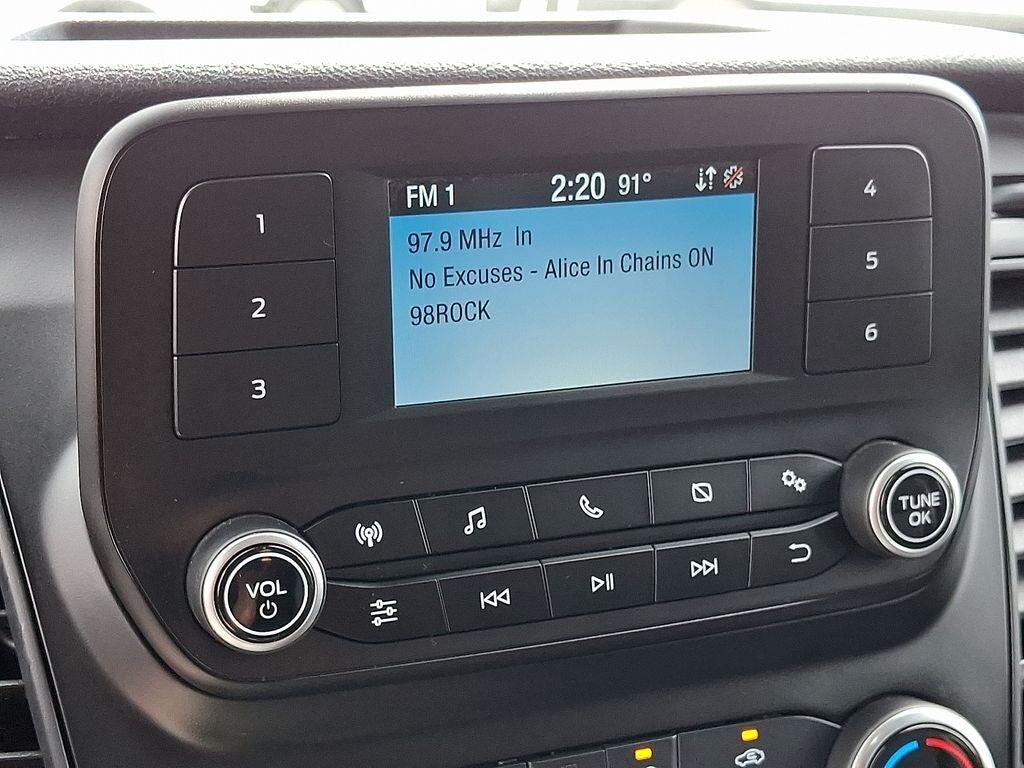 FM 1 2:20 91°
97.9 MHz In
No Excuses - Alice In Chains ON
98ROCK
1
2
3
4
5
6
VOL
TUNE
OK